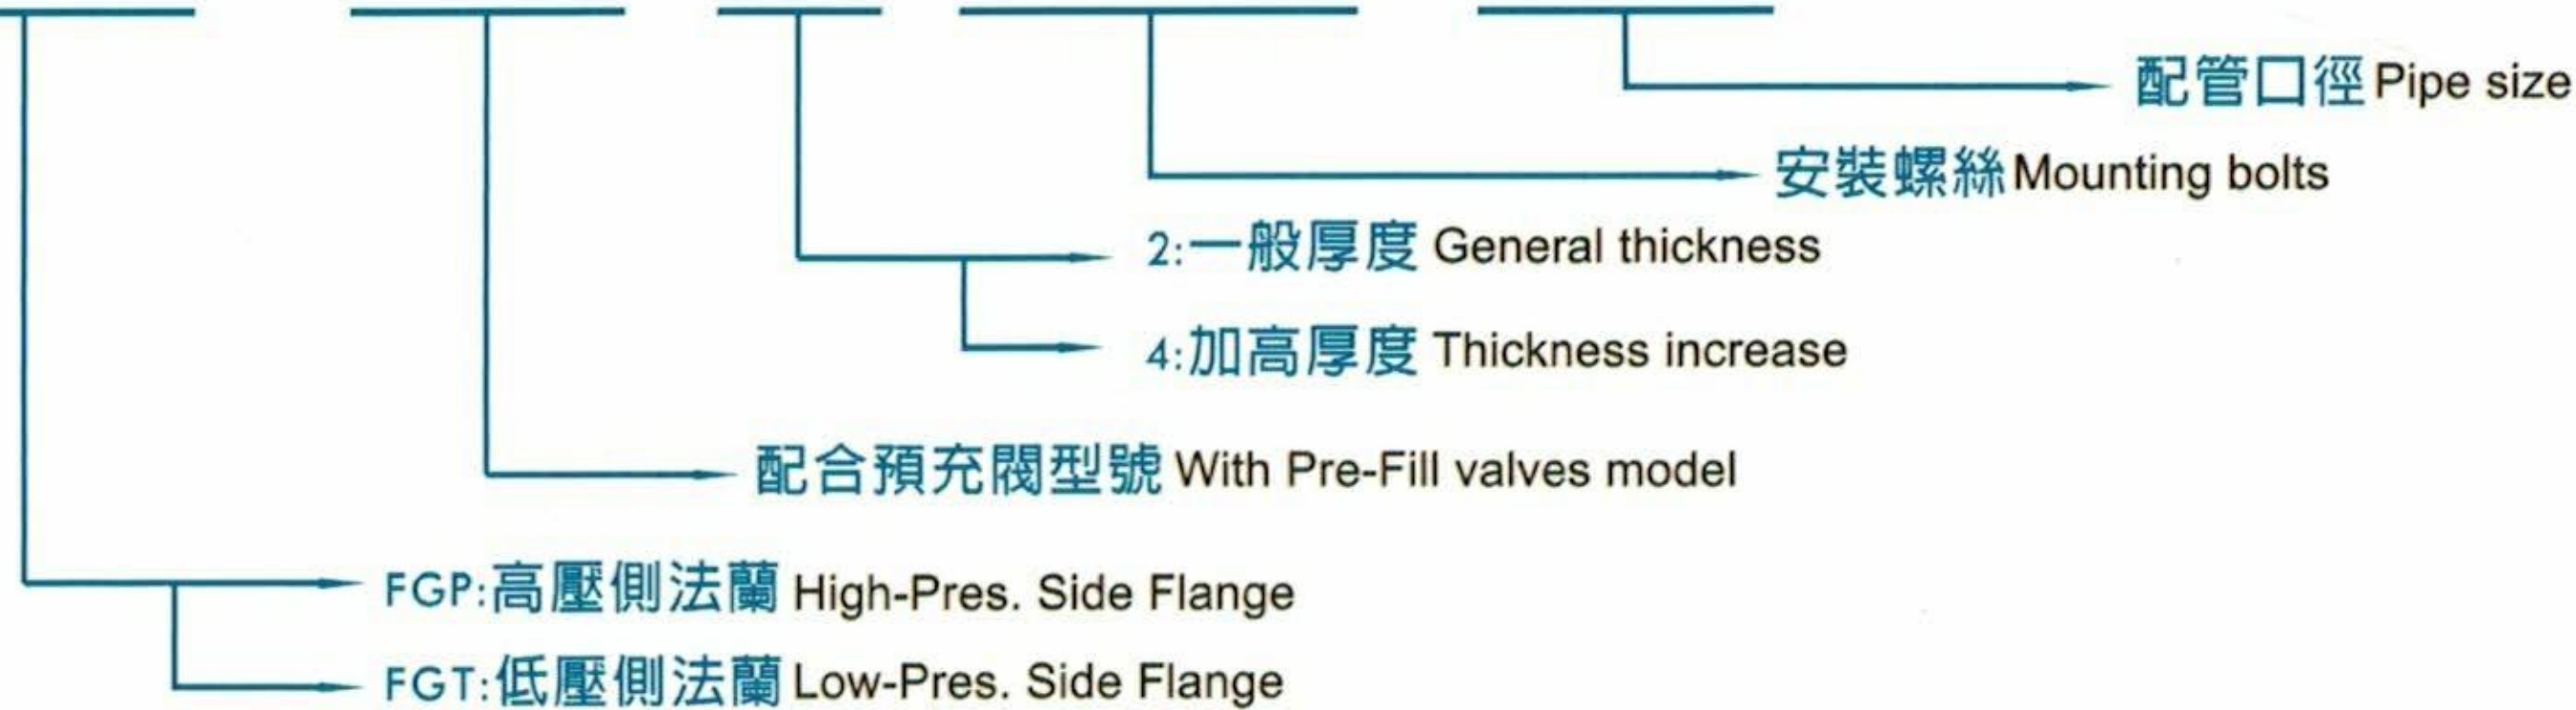 配管口徑 Pipe size
安裝螺絲 Mounting bolts
2:一般厚度 General thickness
4:加高厚度 Thickness increase
配合預充閥型號 With Pre-Fill valves model
FGP:高壓側法蘭 High-Pres. Side Flange
FGT:低壓側法蘭 Low-Pres. Side Flange